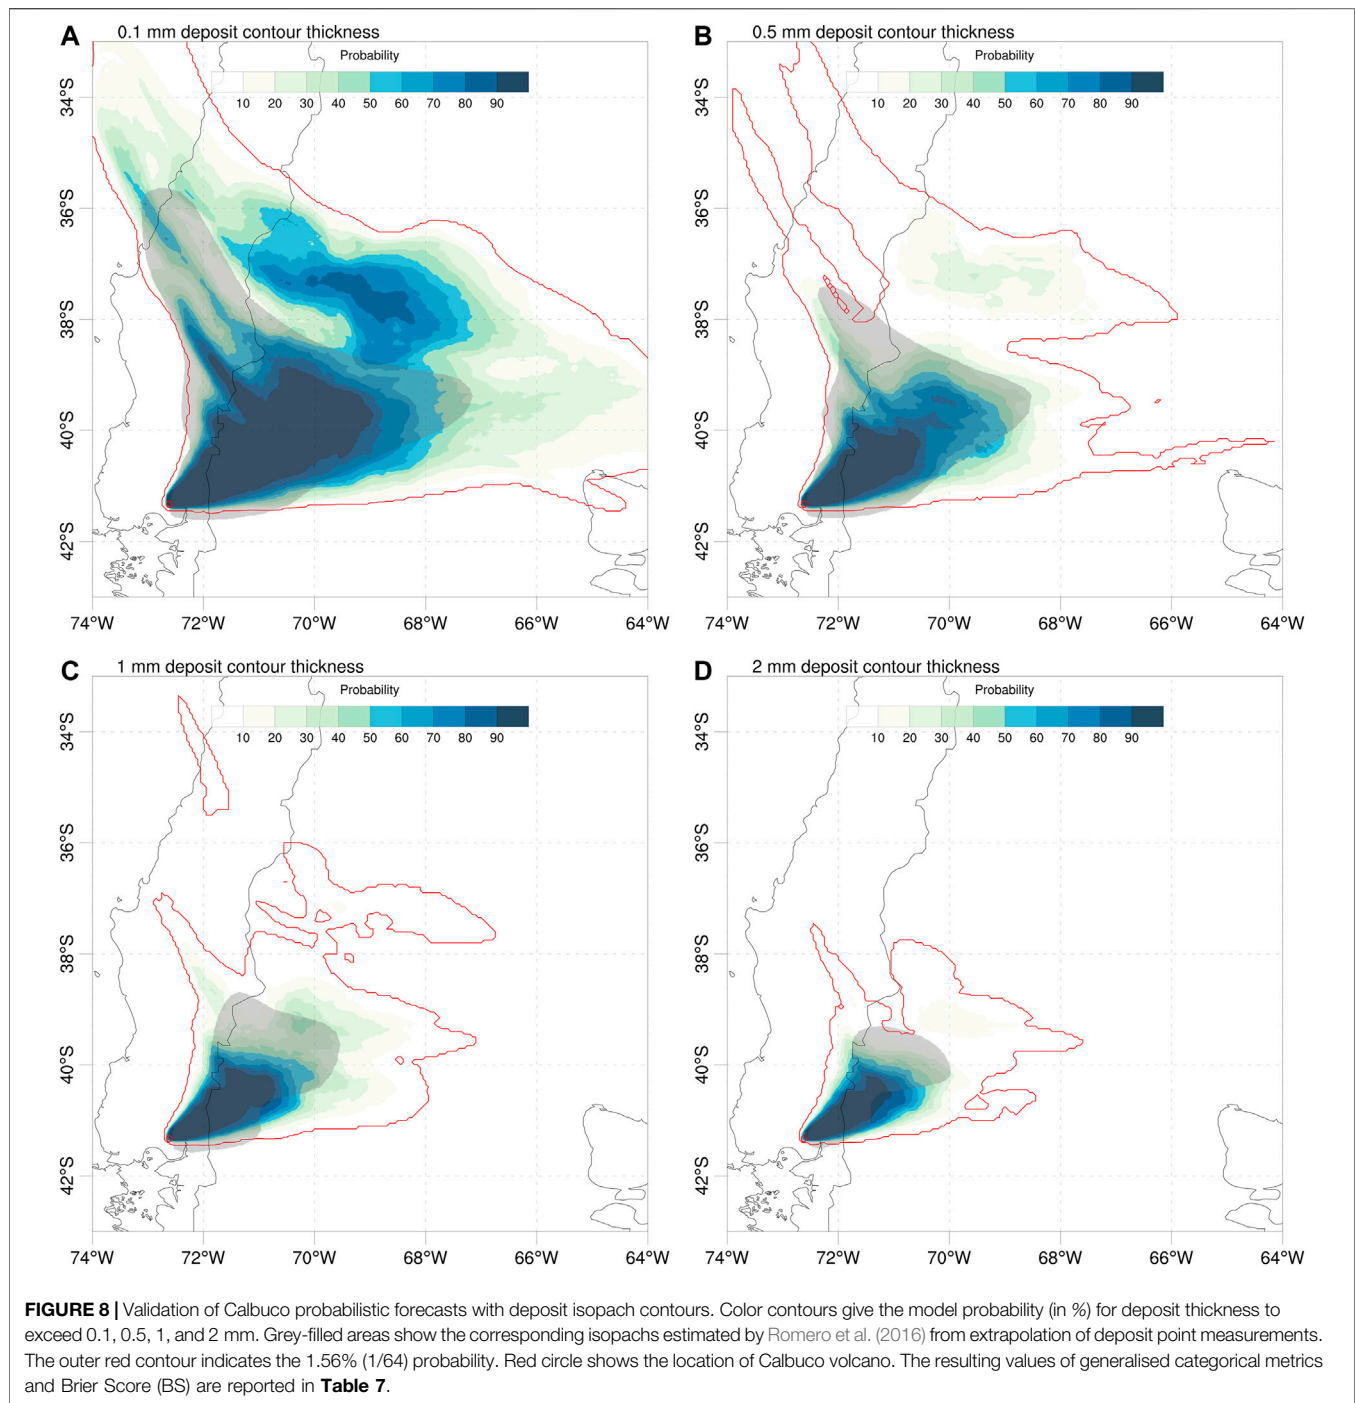 A 0.1 mm deposit contour thickness
Probability
10 20 30 40 50 60 70 80 90
34°S
36°S
38°S
40°S
42°S
74°W 72°W 70°W 68°W 66°W 64°W
B 0.5 mm deposit contour thickness
Probability
10 20 30 40 50 60 70 80 90
34°S
36°S
38°S
40°S
42°S
74°W 72°W 70°W 68°W 66°W 64°W
C 1 mm deposit contour thickness
Probability
10 20 30 40 50 60 70 80 90
34°S
36°S
38°S
40°S
42°S
74°W 72°W 70°W 68°W 66°W 64°W
D 2 mm deposit contour thickness
Probability
10 20 30 40 50 60 70 80 90
34°S
36°S
38°S
40°S
42°S
74°W 72°W 70°W 68°W 66°W 64°W
FIGURE 8 | Validation of Calbuco probabilistic forecasts with deposit isopach contours. Color contours give the model probability (in %) for deposit thickness to
exceed 0.1, 0.5, 1, and 2 mm. Grey-filled areas show the corresponding isopachs estimated by Romero et al. (2016) from extrapolation of deposit point measurements.
The outer red contour indicates the 1.56% (1/64) probability. Red circle shows the location of Calbuco volcano. The resulting values of generalised categorical metrics
and Brier Score (BS) are reported in Table 7.